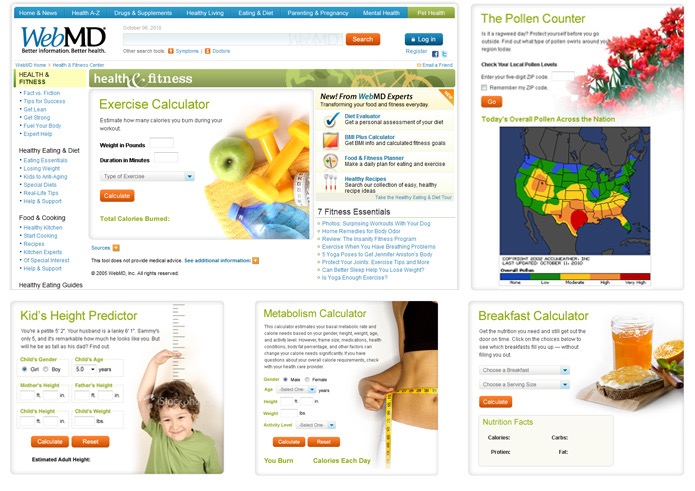 Home & News Health A-Z Drugs & Supplements Healthy Living Eating & Diet Parenting & Pregnancy Mental Health Pet Health
WebMD
Better information. Better health.
October 06, 2010
Search
Log In
Other search tools: Symptoms | Doctors
Register
WebMD Home > Health & Fitness Center
Email a Friend
HEALTH &
FITNESS
Fact vs. Fiction
Tips for Success
Get Lean
Get Strong
Fuel Your Body
Expert Help
Healthy Eating & Diet
Eating Essentials
Losing Weight
Kids to Anti-Aging
Special Diets
Real-Life Tips
Help & Support
Food & Cooking
Healthy Kitchen
Start Cooking
Recipes
Kitchen Experts
Of Special Interest
Help & Support
Healthy Eating Guides
health & fitness
Exercise Calculator
Estimate how many calories you burn during your
workout.
Weight in Pounds
Duration in Minutes
Type of Exercise
Calculate
Total Calories Burned:
Sources
This tool does not provide medical advice. See additional information:
© 2005 WebMD, Inc. All rights reserved.
New! From WebMD Experts
Transforming your food and fitness everyday.
Diet Evaluator
Get a personal assessment of your diet
BMI Plus Calculator
Get BMI info and calculated fitness goals
Food & Fitness Planner
Make a daily plan for eating and exercise
Healthy Recipes
Search our collection of easy, healthy
recipe ideas
Take the Healthy Eating & Diet Tour
7 Fitness Essentials
Photos: Surprising Workouts With Your Dog
Home Remedies for Body Odor
Review: The Insanity Fitness Program
Exercise When You Have Breathing Problems
5 Yoga Poses to Get Jennifer Aniston's Body
Protect Your Joints: Exercise Tips and More
Can Better Sleep Help You Lose Weight?
Is Yoga Enough Exercise?
The Pollen Counter
Is it a ragweed day? Protect yourself before you go
outside. Find out what type of pollen swirls around your
region today.
Check Your Local Pollen Levels
Enter your five-digit ZIP code.
Remember my ZIP code.
Go
Today's Overall Pollen Across the Nation
COPYRIGHT 2002 ACCUWEATHER, INC
LAST UPDATED: OCTOBER 11, 2010
Overall Pollen
None Low Moderate High Very High
Kid's Height Predictor
You're a petite 5' 2". Your husband is a lanky 6' 1". Sammy's
only 5, and it's remarkable how much he looks like you. But
will he be as tall as his dad? Find out.
Child's Gender Child's Age
Girl Boy 5.0 years
Mother's Height Father's Height
ft. in. ft. in.
Child's Height Child's Weight
ft. in. lbs.
Calculate Reset
Estimated Adult Height:
Metabolism Calculator
This calculator estimates your basal metabolic rate and
calorie needs based on your gender, height, weight, age,
and activity level. However, frame size, medications, health
conditions, body fat percentage, and other factors can
change your calorie needs significantly. If you have
questions about your overall calorie requirements, check
with your health care provider.
Gender Male Female
Age -Select One- years
Height ft. in.
Weight lbs.
Activity Level -Select One-
Calculate Reset
You Burn Calories Each Day
Breakfast Calculator
Get the nutrition you need and still get out the
door on time. Click on the choices below to
see which breakfasts fill you up — without
filling you out.
Choose a Breakfast
Choose a Serving Size
Calculate
Nutrition Facts
Calories: Carbs:
Protien: Fat: